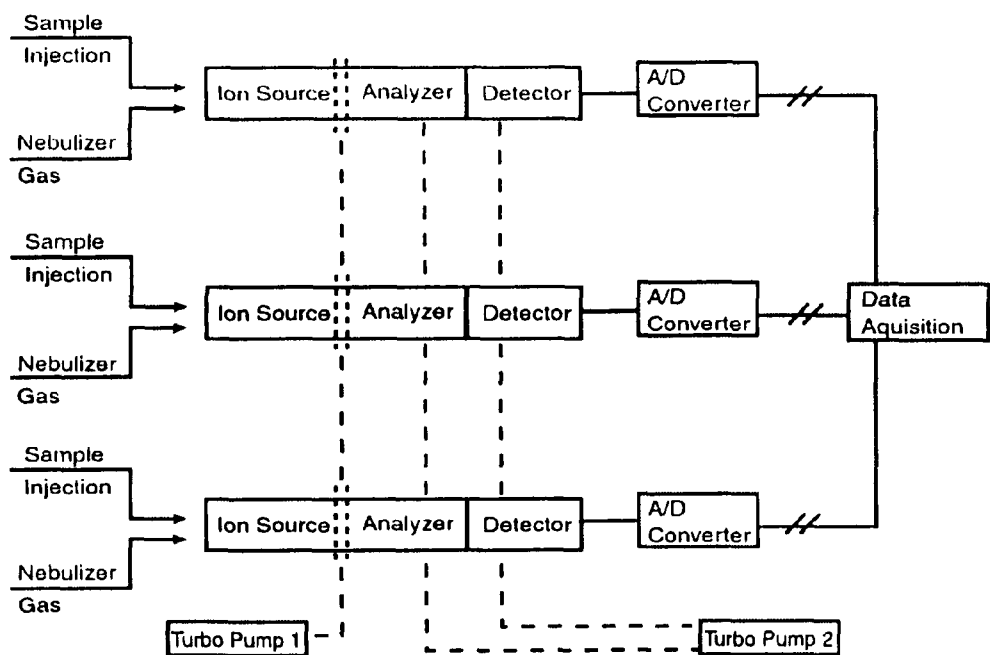 Sample
Injection
Nebulizer
Gas
Ion Source
Analyzer
Detector
A/D
Converter
Sample
Injection
Nebulizer
Gas
Ion Source
Analyzer
Detector
A/D
Converter
Data
Aquisition
Sample
Injection
Nebulizer
Gas
Ion Source
Analyzer
Detector
A/D
Converter
Turbo Pump 1
Turbo Pump 2